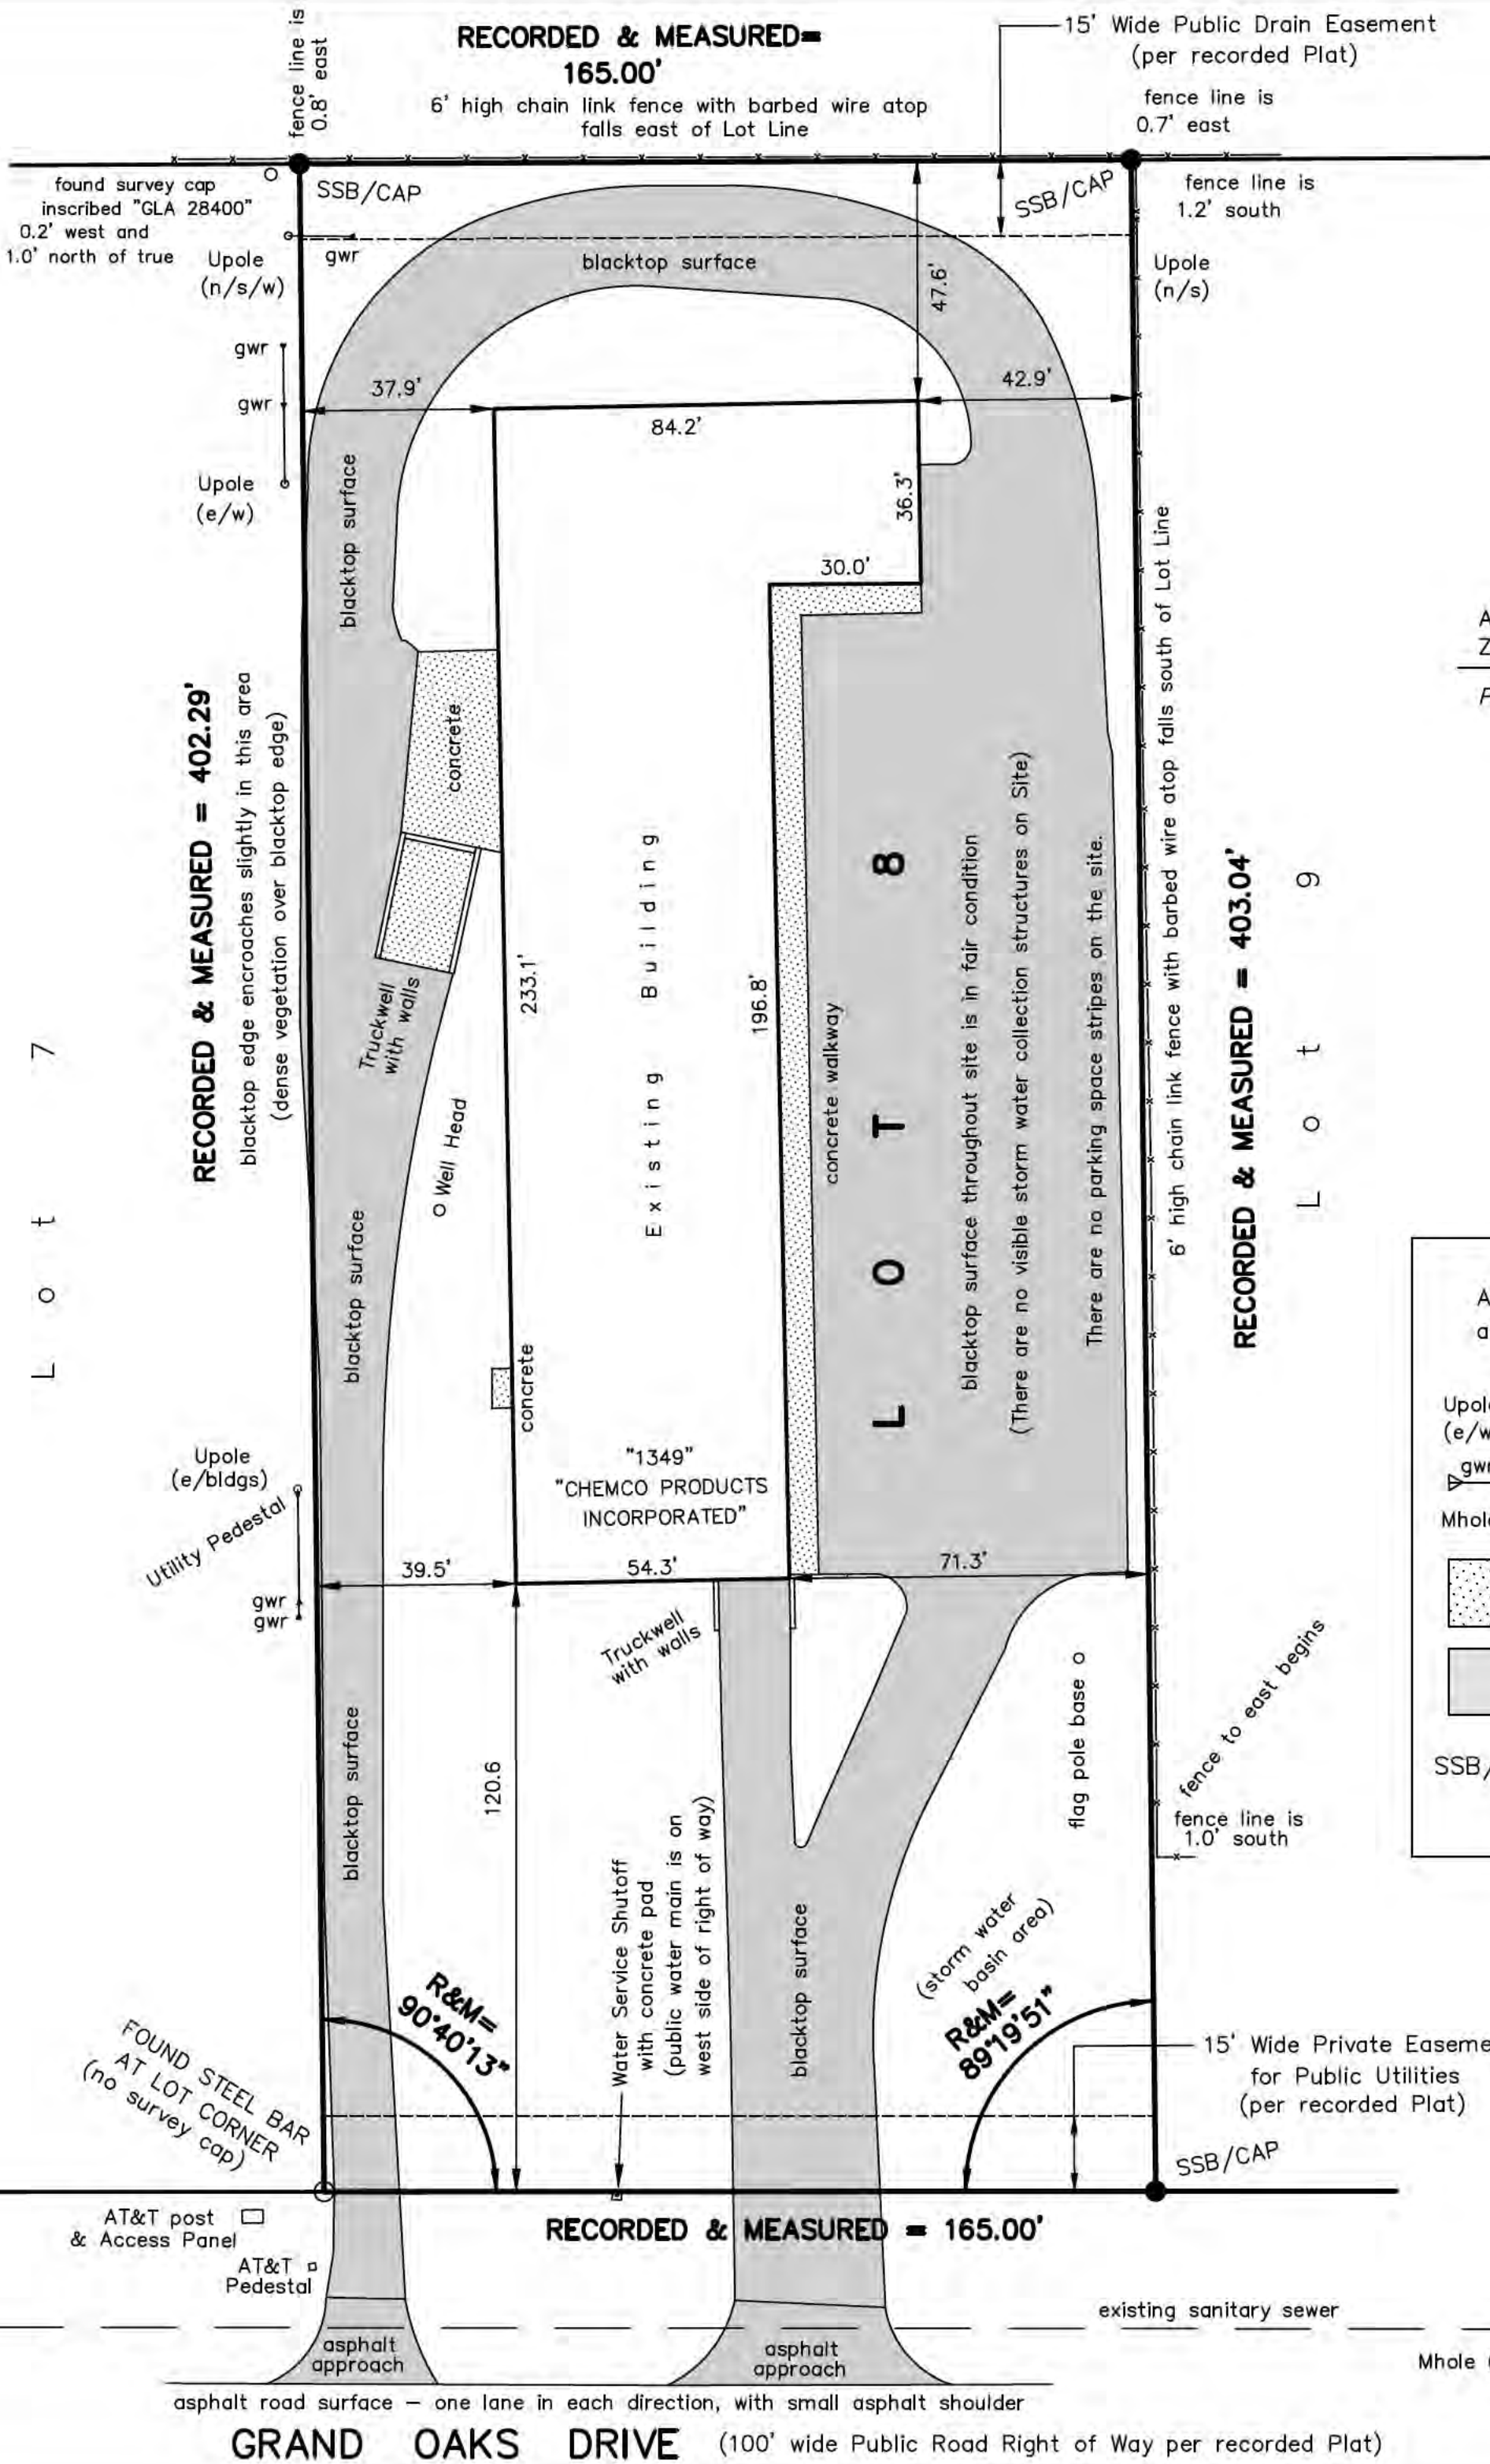 fence line is
0.8' east
RECORDED & MEASURED=
165.00'
6' high chain link fence with barbed wire atop
falls east of Lot Line
15' Wide Public Drain Easement
(per recorded Plat)
fence line is
0.7' east
found survey cap
inscribed "GLA 28400"
0.2' west and
1.0' north of true
SSB/CAP
SSB/CAP
fence line is
1.2' south
Upole
(n/s/w)
gwr
blacktop surface
47.6'
Upole
(n/s)
gwr
gwr
37.9'
84.2'
42.9'
Upole
(e/w)
blacktop surface
36.3'
30.0'
6' high chain link fence with barbed wire atop falls south of Lot Line
RECORDED & MEASURED = 402.29'
blacktop edge encroaches slightly in this area
(dense vegetation over blacktop edge)
concrete
Truckwell
with walls
233.1'
Existing Building
196.8'
concrete walkway
LOT 8
blacktop surface throughout site is in fair condition
(There are no visible storm water collection structures on Site)
There are no parking space stripes on the site.
RECORDED & MEASURED = 403.04'
Lot 9
Lot 7
Well Head
blacktop surface
concrete
"1349"
"CHEMCO PRODUCTS
INCORPORATED"
Upole
(e/bldgs)
Utility Pedestal
gwr
gwr
39.5'
54.3'
71.3'
Truckwell
with walls
blacktop surface
120.6
flag pole base
fence to east begins
fence line is
1.0' south
Water Service Shutoff
with concrete pad
(public water main is on
west side of right of way)
blacktop surface
(storm water
basin area)
R&M=
90°40'13"
R&M=
89°19'51"
FOUND STEEL BAR
AT LOT CORNER
(no survey cap)
15' Wide Private Easeme
for Public Utilities
(per recorded Plat)
SSB/CAP
AT&T post
& Access Panel
AT&T
Pedestal
RECORDED & MEASURED = 165.00'
existing sanitary sewer
asphalt
approach
asphalt
approach
Mhole
asphalt road surface – one lane in each direction, with small asphalt shoulder
GRAND OAKS DRIVE (100' wide Public Road Right of Way per recorded Plat)
A
Z
A
a
Upol
(e/w
gwr
Mhol
SSB/